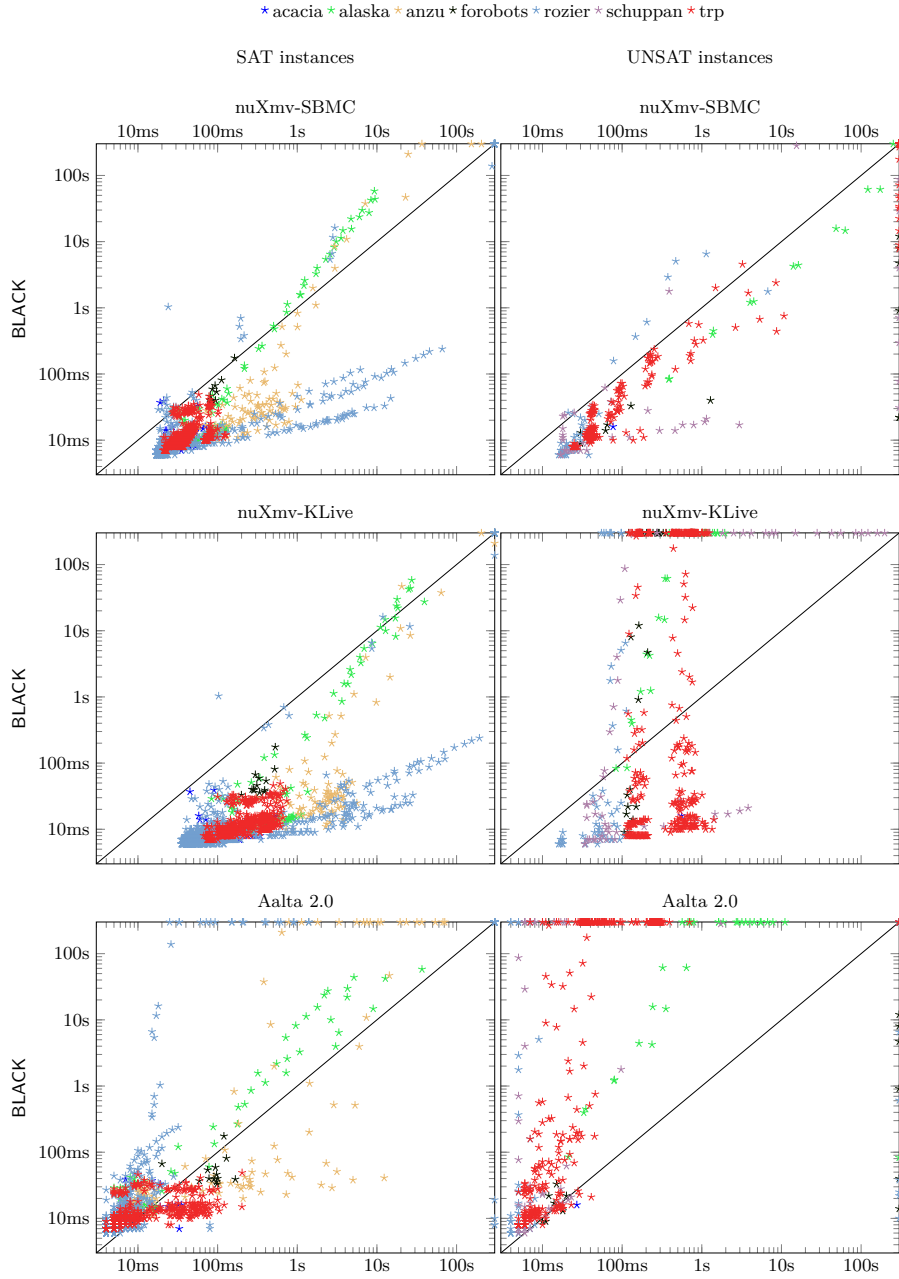 acacia alaska anzu forobots rozier schuppan trp
SAT instances UNSAT instances
nuXmv-SBMC nuXmv-SBMC
10ms 100ms 1s 10s 100s 10ms 100ms 1s 10s 100s
100s
10s
1s
100ms
10ms
BLACK
nuXmv-KLive nuXmv-KLive
100s
10s
1s
100ms
10ms
BLACK
Aalta 2.0 Aalta 2.0
100s
10s
1s
100ms
10ms
BLACK
10ms 100ms 1s 10s 100s 10ms 100ms 1s 10s 100s